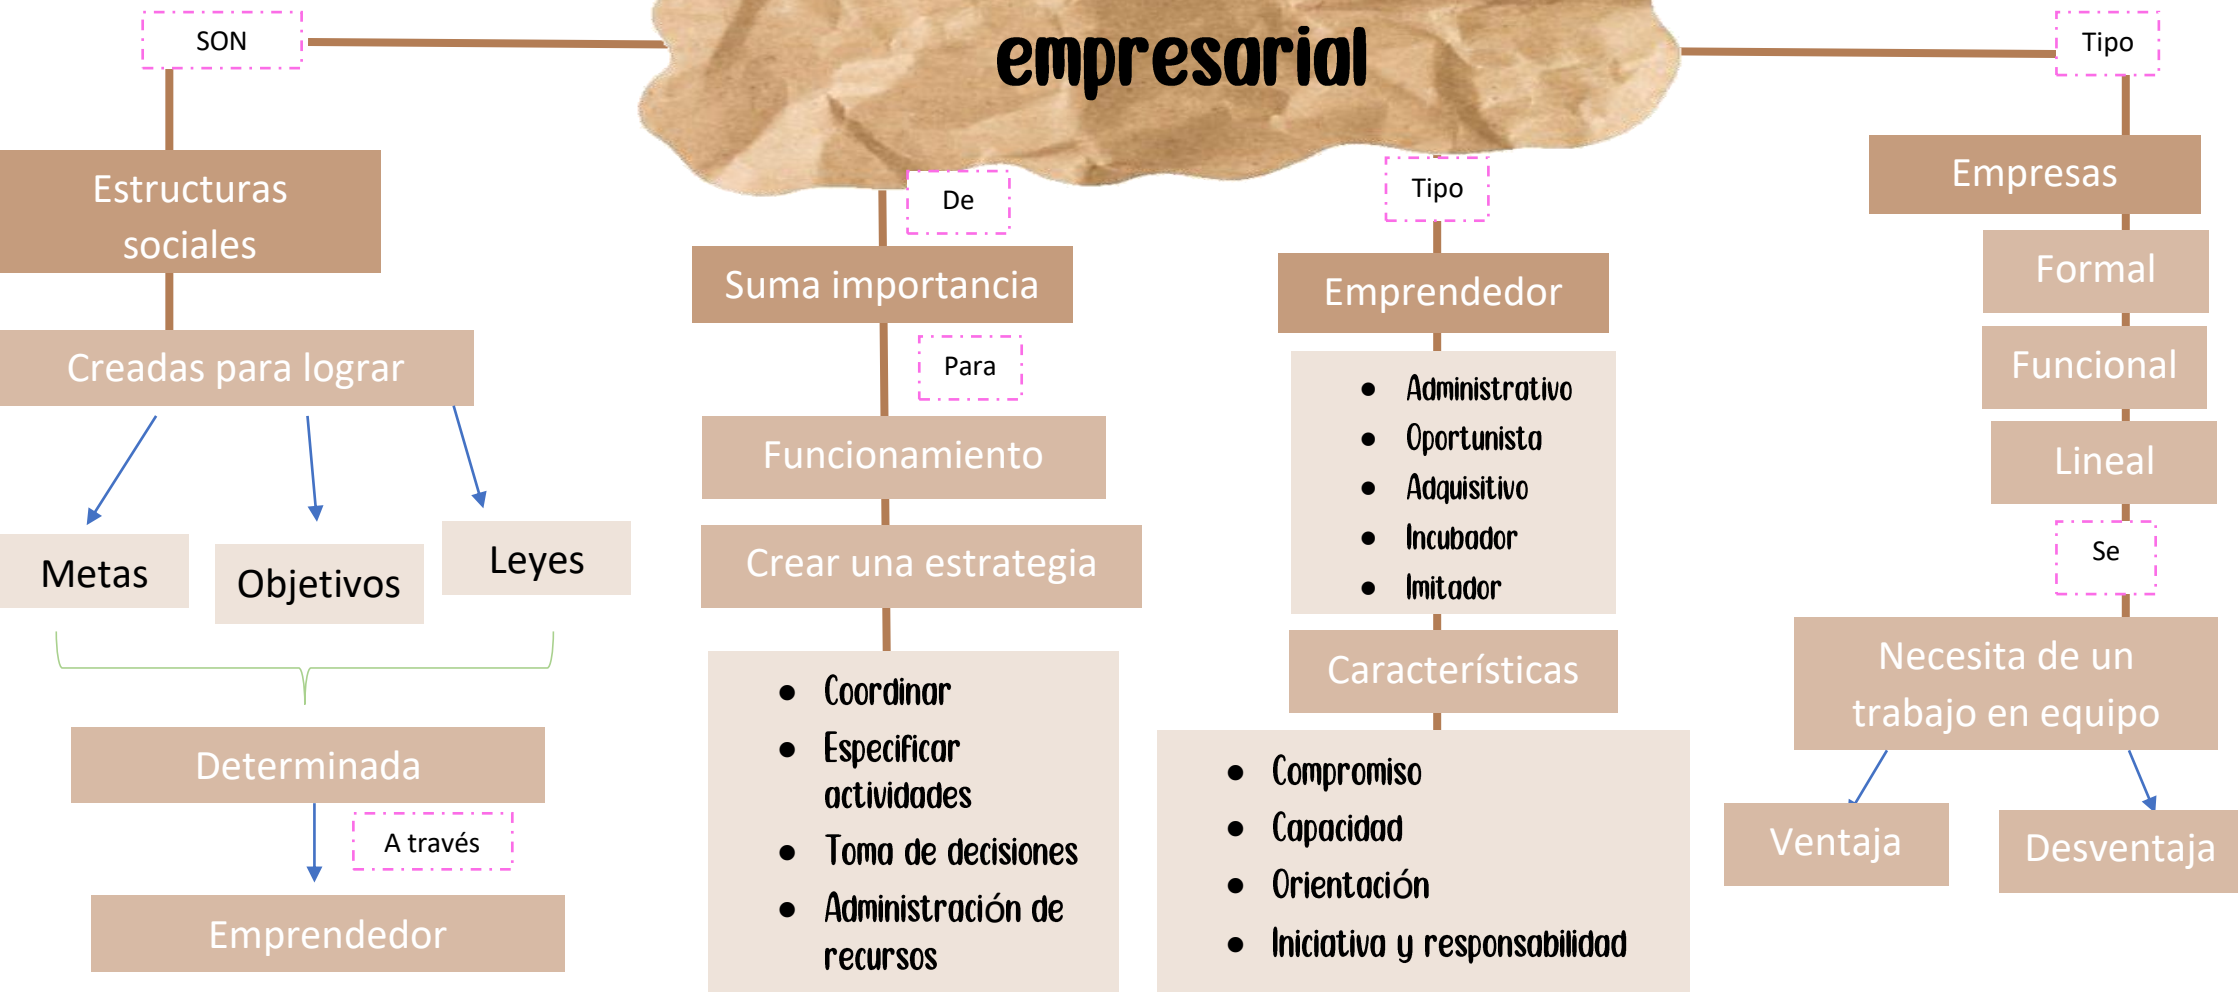 empresarial
SON
Estructuras
sociales
Creadas para lograr
Metas
Objetivos
Leyes
Determinada
A través
Emprendedor
De
Suma importancia
Para
Funcionamiento
Crear una estrategia
● Coordinar
● Especificar
actividades
● Toma de decisiones
● Administración de
recursos
Tipo
Emprendedor
● Administrativo
● Oportunista
● Adquisitivo
● Incubador
● Imitador
Características
● Compromiso
● Capacidad
● Orientación
● Iniciativa y responsabilidad
Tipo
Empresas
Formal
Funcional
Lineal
Se
Necesita de un
trabajo en equipo
Ventaja
Desventaja